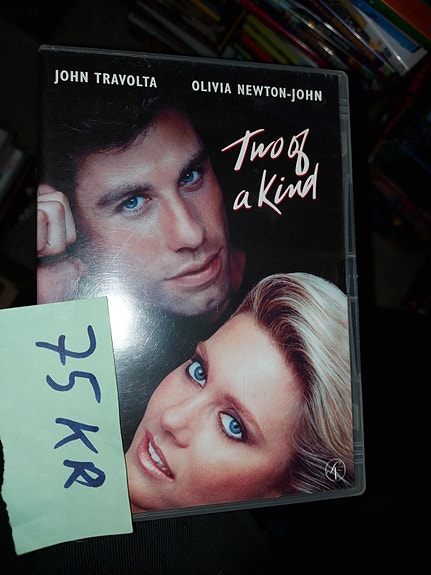 JOHN TRAVOLTA OLIVIA NEWTON-JOHN
Two of
a Kind
75 KR